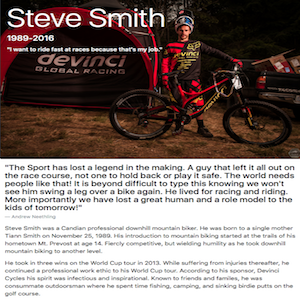 Steve Smith
1989-2016
"I want to ride fast at races because that's my job."
devinci
GLOBAL RACING
"The Sport has lost a legend in the making. A guy that left it all out on
the race course, not one to hold back or play it safe. The world needs
people like that! It is beyond difficult to type this knowing we won't
see him swing a leg over a bike again. He lived for racing and riding.
More importantly we have lost a great human and a role model to the
kids of tomorrow!"
— Andrew Neethling
Steve Smith was a Candian professional downhill mountain biker. He was born to a single mother
Tiann Smith on November 25, 1989. His introduction to mountain biking started at the trails of his
hometown Mt. Prevost at age 14. Fiercly competitive, but wielding humility as he took downhill
mountain biking to another level.
He took in three wins on the World Cup tour in 2013. While suffering from injuries thereafter, he
continued a professional work ethic to his World Cup tour. According to his sponsor, Devinci
Cycles his spirit was infectious and inspirational. Known to friends and familes, he was
consummate outdoorsman where he spent time fishing, camping, and sinking birdie putts on the
golf course.